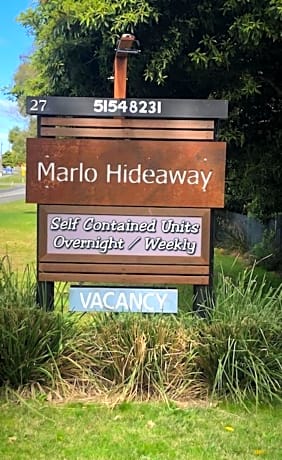 27 51548231
Marlo Hideaway
Self Contained Units
Overnight / Weekly
VACANCY